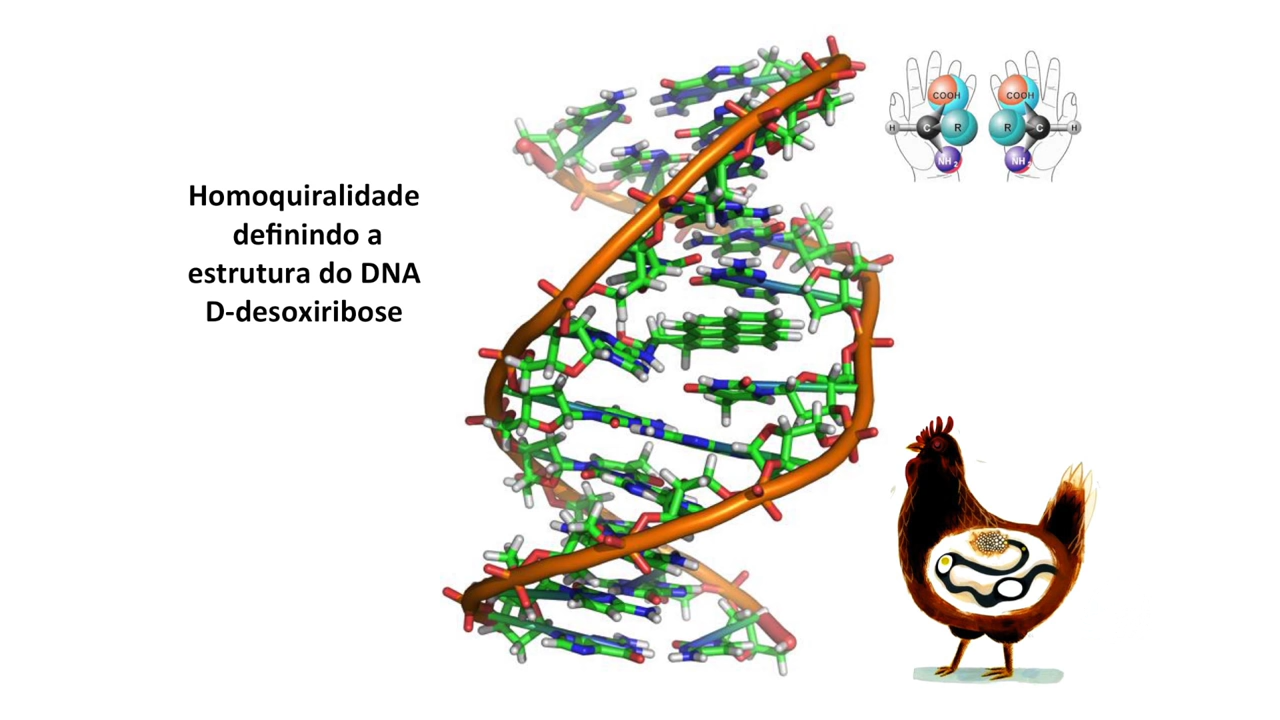 Homoquiralidade
definindo a
estrutura do DNA
D-desoxiribose
COOH COOH
H C R R C H
NH2 NH2